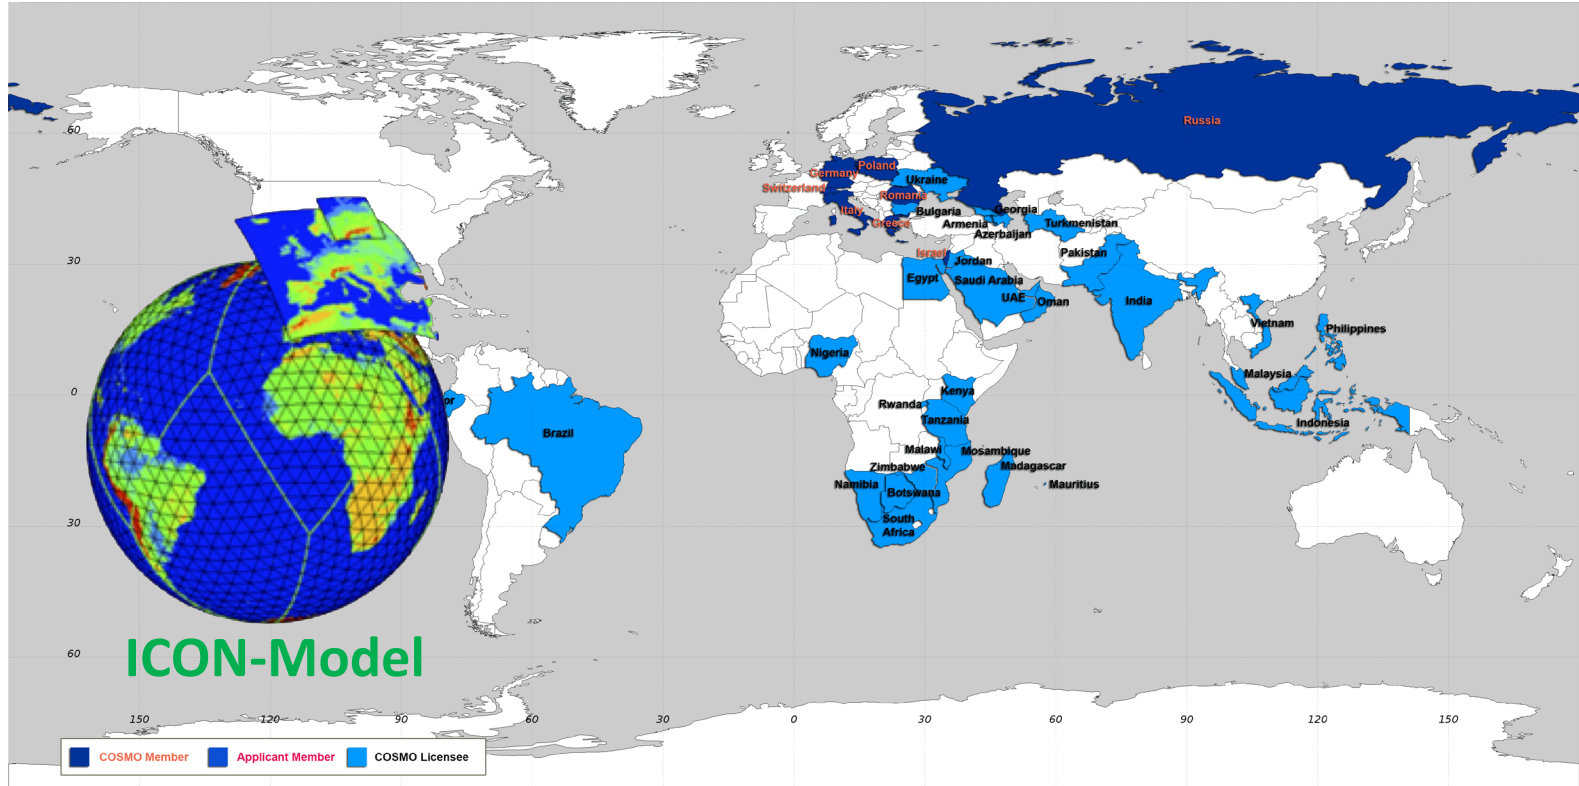 60
Russia
Poland
Germany
Ukraine
Switzerland
Romania
Italy
Bulgaria
Georgia
Greece
Armenia
Turkmenistan
Azerbaijan
Israel
Jordan
Pakistan
30
Egypt
Saudi Arabia
UAE
Oman
India
Vietnam
Philippines
Nigeria
Malaysia
0
or
Kenya
Rwanda
Tanzania
Indonesia
Brazil
Malawi
Mosambique
Zimbabwe
Madagascar
Namibia
Botswana
Mauritius
South
Africa
30
ICON-Model
60
150
120
90
60
30
0
30
60
90
120
150
COSMO Member
Applicant Member
COSMO Licensee